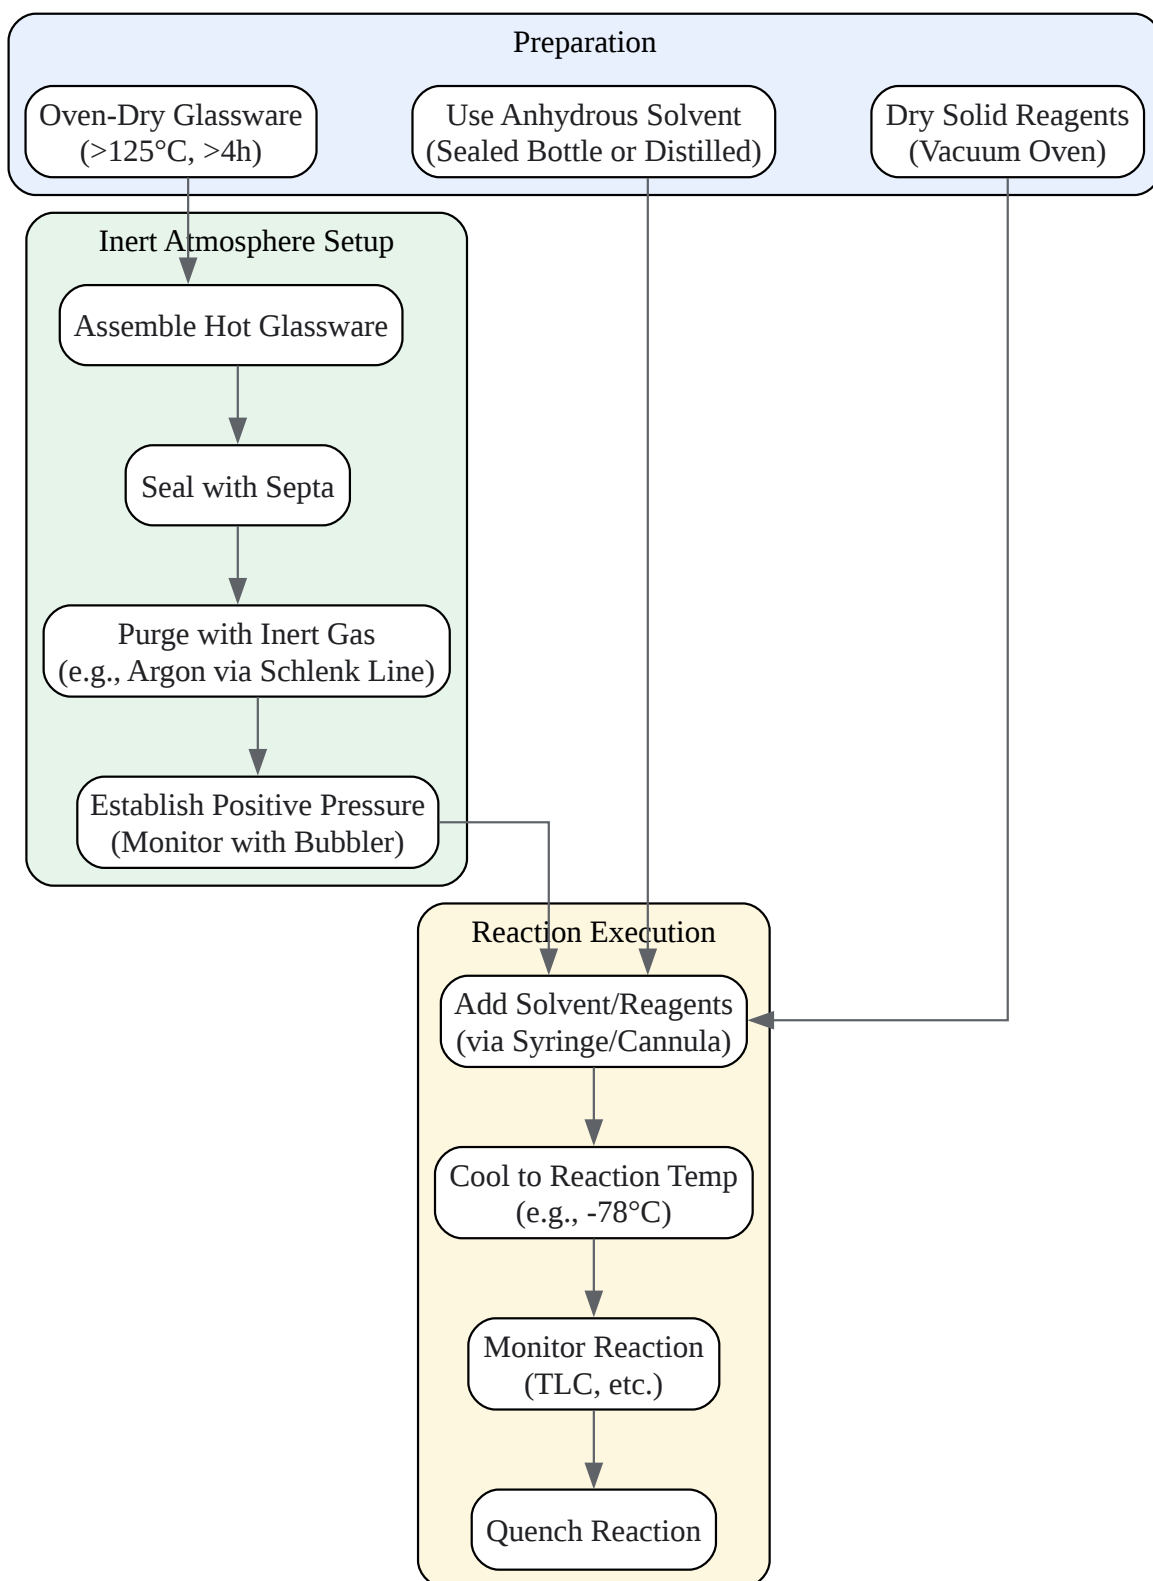 Preparation
Oven-Dry Glassware
(>125°C, >4h)
Use Anhydrous Solvent
(Sealed Bottle or Distilled)
Dry Solid Reagents
(Vacuum Oven)
Inert Atmosphere Setup
Assemble Hot Glassware
Seal with Septa
Purge with Inert Gas
(e.g., Argon via Schlenk Line)
Establish Positive Pressure
(Monitor with Bubbler)
Reaction Execution
Add Solvent/Reagents
(via Syringe/Cannula)
Cool to Reaction Temp
(e.g., -78°C)
Monitor Reaction
(TLC, etc.)
Quench Reaction